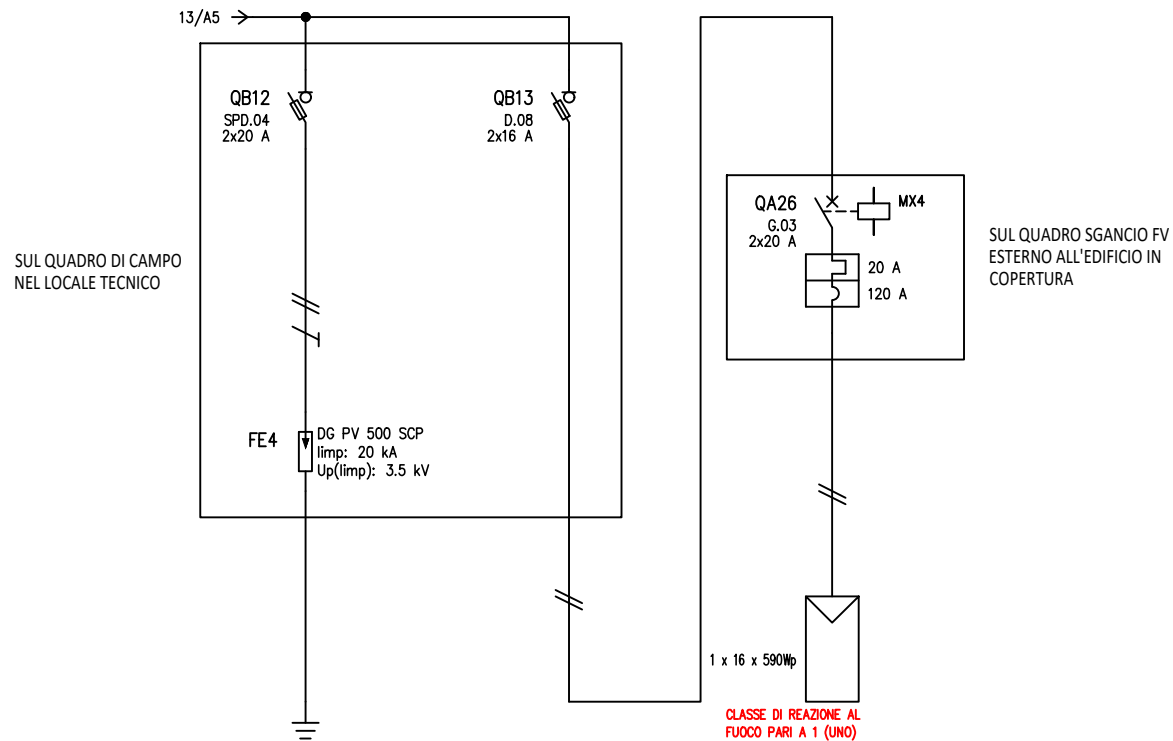 13/A5
QB12
SPD.04
2x20 A
QB13
D.08
2x16 A
QA26
G.03
2x20 A
MX4
20 A
120 A
SUL QUADRO DI CAMPO
NEL LOCALE TECNICO
SUL QUADRO SGANCIO FV
ESTERNO ALL'EDIFICIO IN
COPERTURA
FE4
DG PV 500 SCP
Iimp: 20 kA
Up(Iimp): 3.5 kV
1 x 16 x 590Wp
CLASSE DI REAZIONE AL
FUOCO PARI A 1 (UNO)